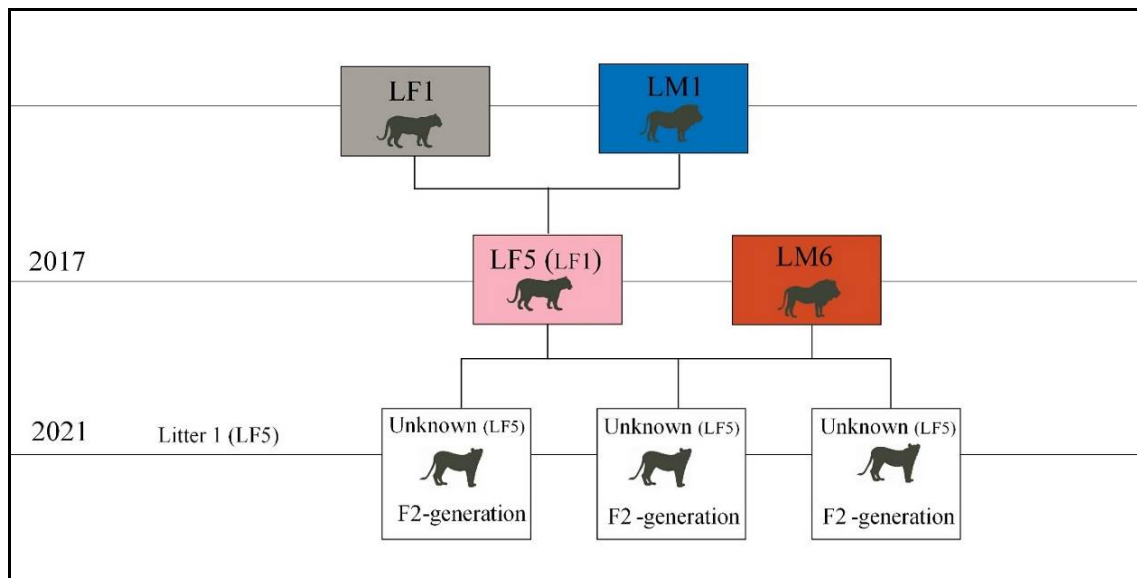 LF1
LM1
2017
LF5 (LF1)
LM6
2021
Litter 1 (LF5)
Unknown (LF5)
F2-generation
Unknown (LF5)
F2 -generation
Unknown (LF5)
F2 -generation